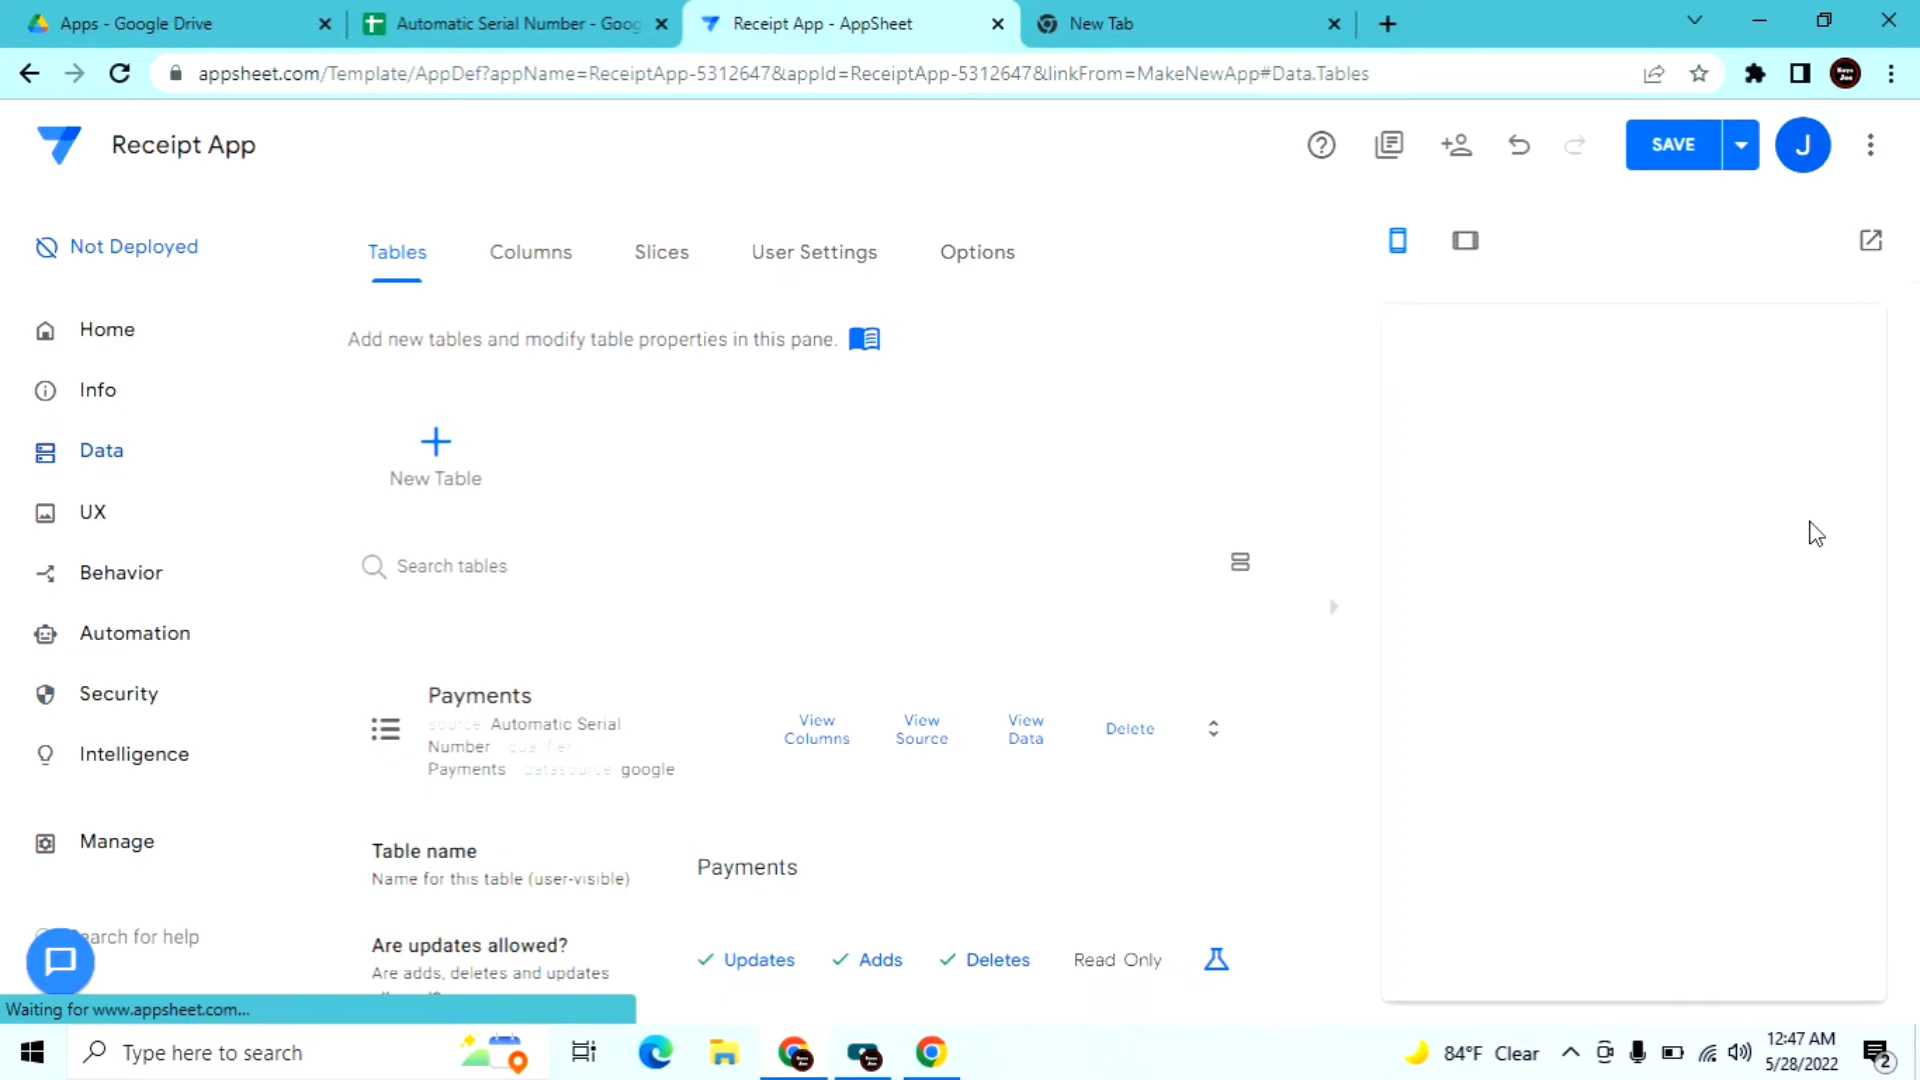 Apps - Google Drive
Automatic Serial Number - Goog
Receipt App - AppSheet
New Tab
appsheet.com/Template/AppDef?appName=ReceiptApp-5312647&appId=ReceiptApp-5312647&linkFrom=MakeNewApp#Data.Tables
Receipt App
SAVE
J
Not Deployed
Tables
Columns
Slices
User Settings
Options
Home
Add new tables and modify table properties in this pane.
Info
Data
New Table
UX
Search tables
Behavior
Automation
Security
Payments
source: Automatic Serial
Number qualifier:
Payments datasource: google
View
Columns
View
Source
View
Data
Delete
Intelligence
Manage
Table name
Name for this table (user-visible)
Payments
earch for help
Are updates allowed?
Are adds, deletes and updates
Updates
Adds
Deletes
Read-Only
Waiting for www.appsheet.com...
Type here to search
84°F Clear
12:47 AM
5/28/2022
2